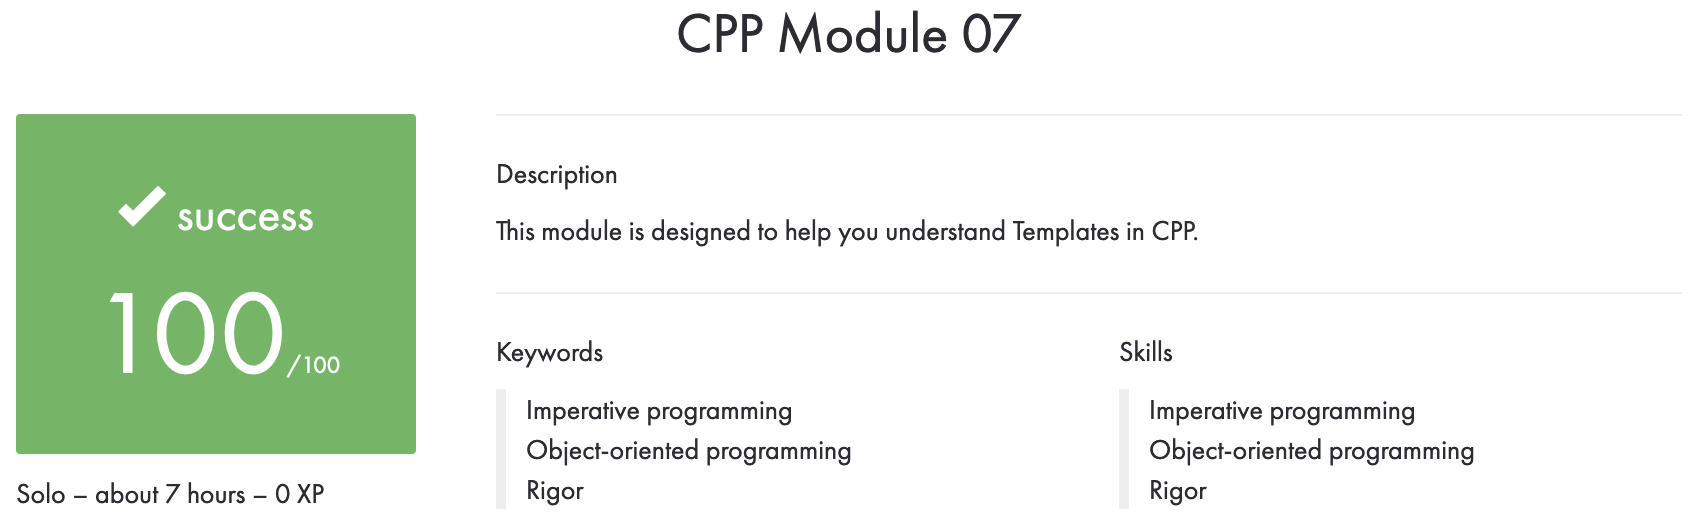 CPP Module 07
success
100/100
Solo – about 7 hours – 0 XP
Description
This module is designed to help you understand Templates in CPP.
Keywords
Imperative programming
Object-oriented programming
Rigor
Skills
Imperative programming
Object-oriented programming
Rigor